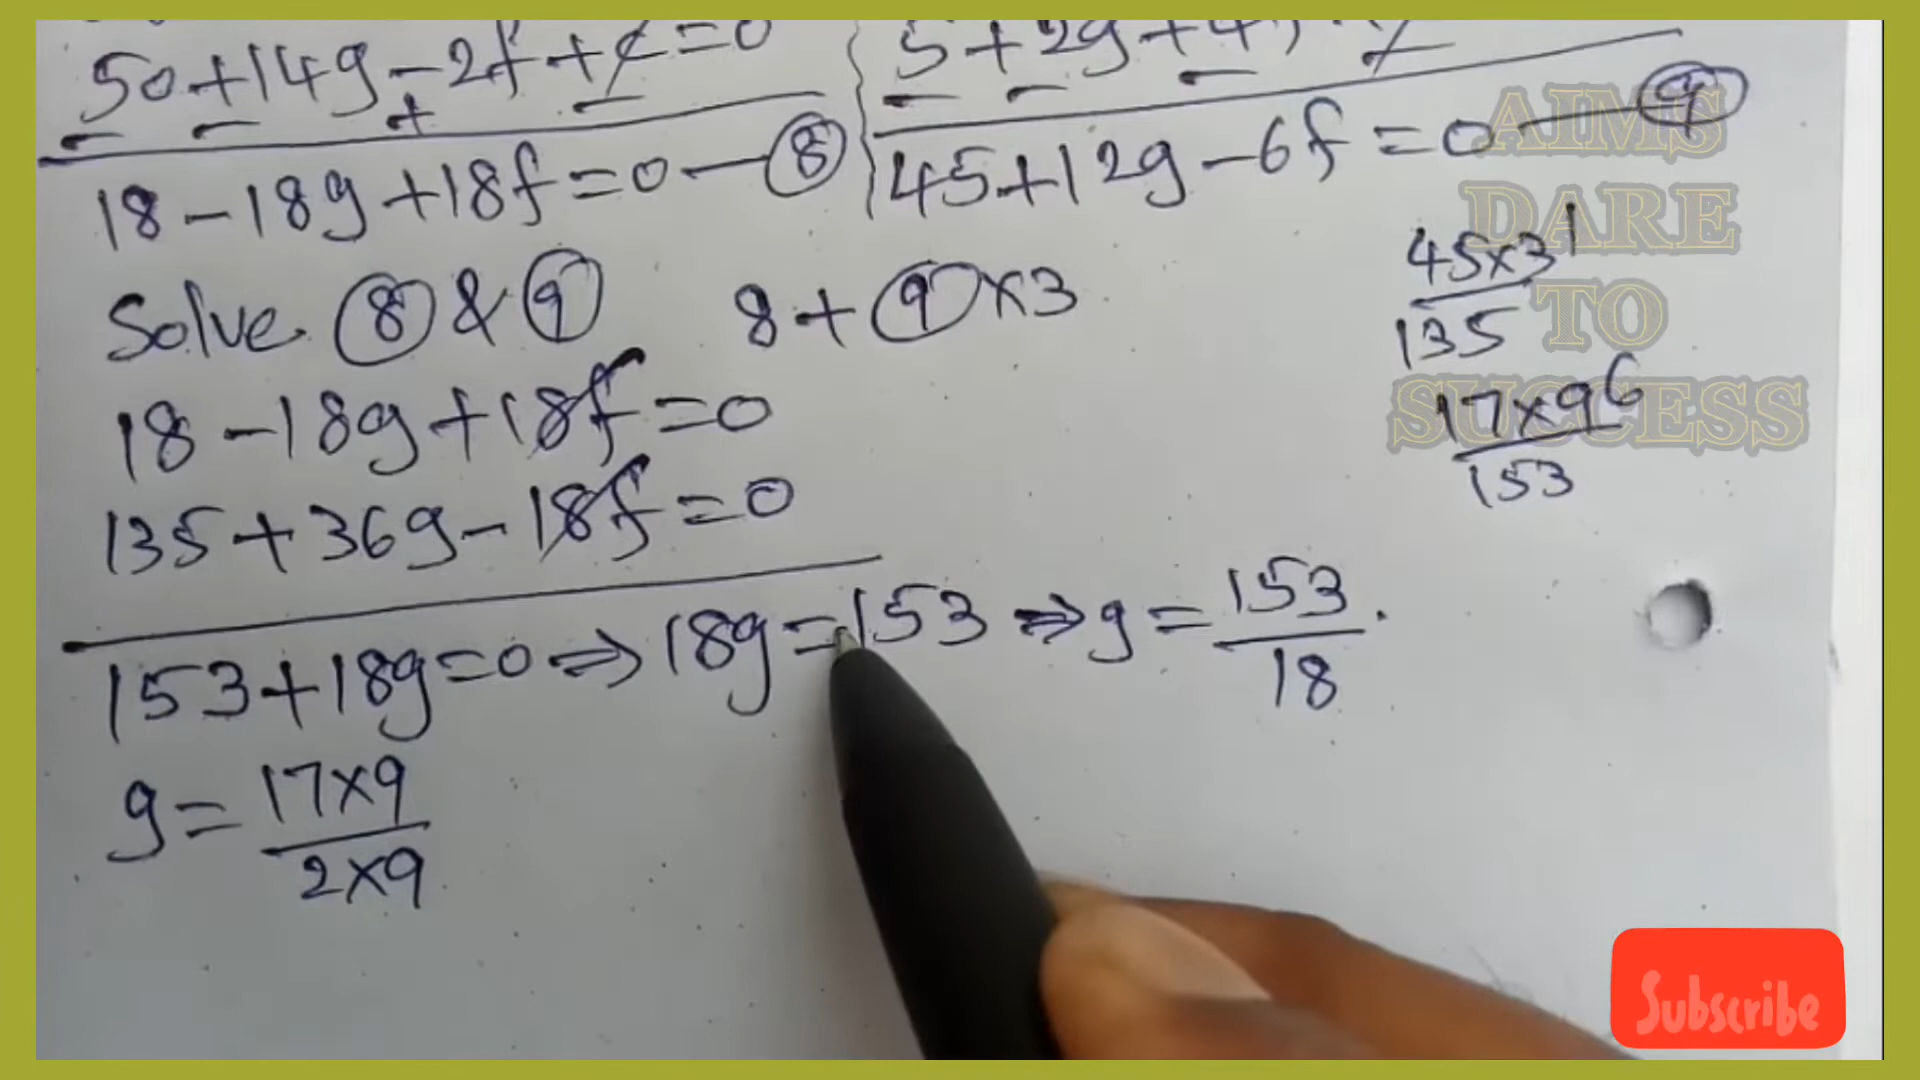 50+14g-2f+c=0
- - + -
5+2g+4f
- - -
18-18g+18f=0—⑧
45+12g-6f=0—⑨
Solve ⑧ & ⑨ 8+⑨×3
18-18g+18f=0
135+36g-18f=0
153+18g=0⇒18g=153⇒g=153/18.
g=17×9/2×9
45×3
135
17×9
153
AIMS
DARE
TO
SUCCESS
Subscribe